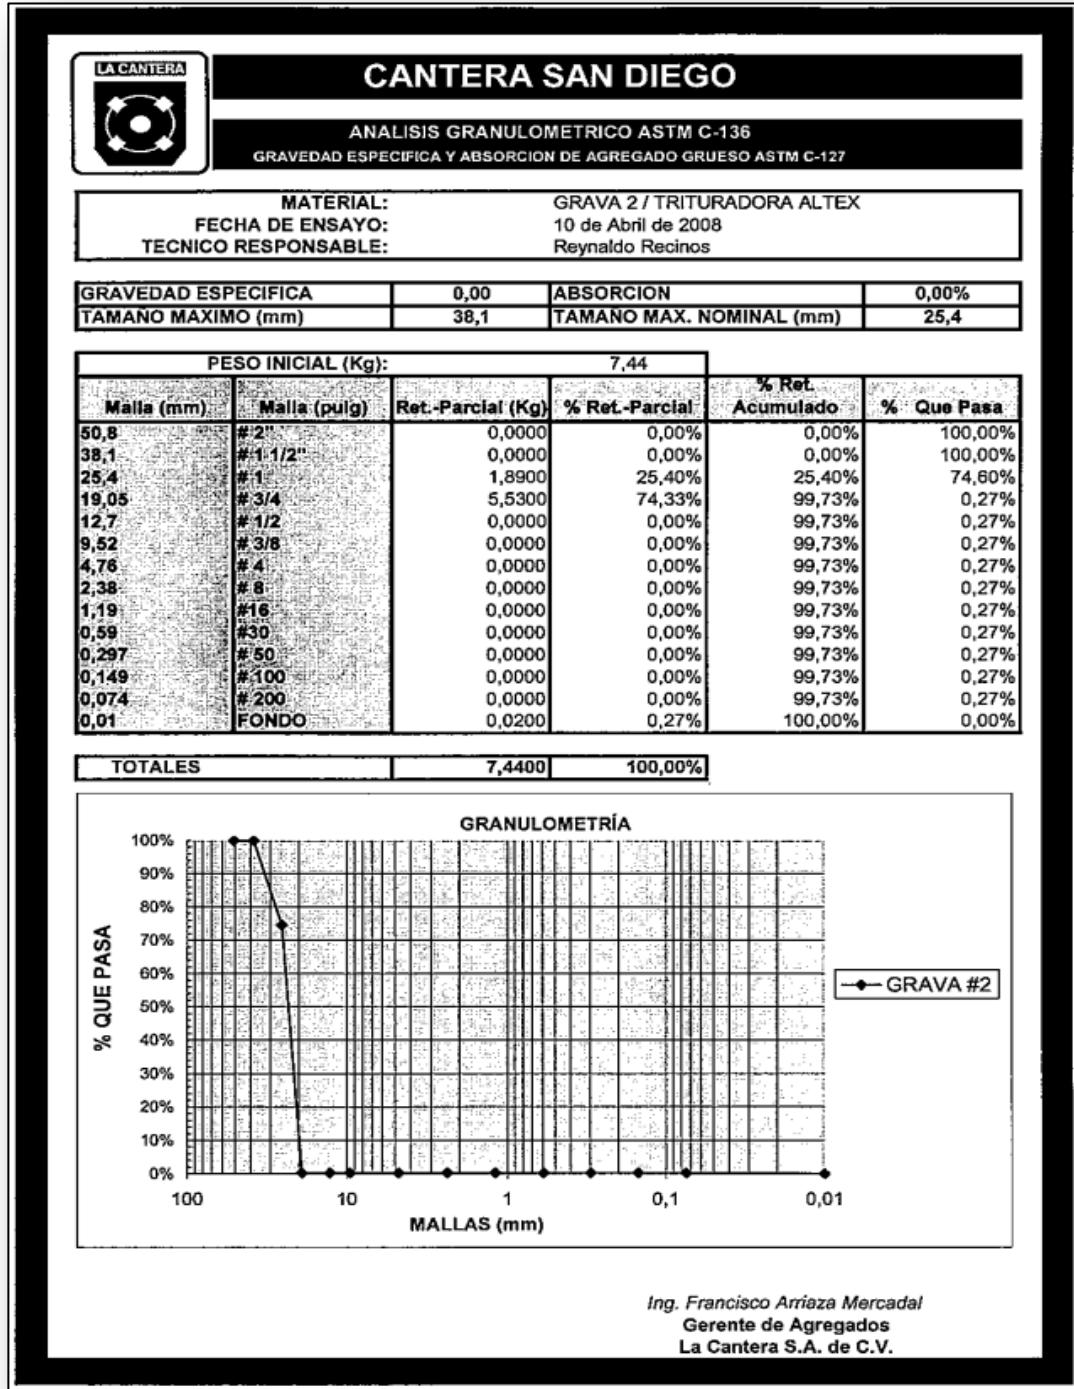 LA CANTERA
CANTERA SAN DIEGO
ANALISIS GRANULOMETRICO ASTM C-136
GRAVEDAD ESPECIFICA Y ABSORCION DE AGREGADO GRUESO ASTM C-127
MATERIAL: GRAVA 2 / TRITURADORA ALTEX
FECHA DE ENSAYO: 10 de Abril de 2008
TECNICO RESPONSABLE: Reynaldo Recinos
GRAVEDAD ESPECIFICA 0,00 ABSORCION 0,00%
TAMAÑO MAXIMO (mm) 38,1 TAMAÑO MAX. NOMINAL (mm) 25,4
PESO INICIAL (Kg): 7,44
Malla (mm) Malla (pulg) Ret.-Parcial (Kg) % Ret.-Parcial % Ret. Acumulado % Que Pasa
50,8 # 2" 0,0000 0,00% 0,00% 100,00%
38,1 # 1 1/2" 0,0000 0,00% 0,00% 100,00%
25,4 # 1 1,8900 25,40% 25,40% 74,60%
19,05 # 3/4 5,5300 74,33% 99,73% 0,27%
12,7 # 1/2 0,0000 0,00% 99,73% 0,27%
9,52 # 3/8 0,0000 0,00% 99,73% 0,27%
4,76 # 4 0,0000 0,00% 99,73% 0,27%
2,38 # 8 0,0000 0,00% 99,73% 0,27%
1,19 #16 0,0000 0,00% 99,73% 0,27%
0,59 #30 0,0000 0,00% 99,73% 0,27%
0,297 # 50 0,0000 0,00% 99,73% 0,27%
0,149 # 100 0,0000 0,00% 99,73% 0,27%
0,074 # 200 0,0000 0,00% 99,73% 0,27%
0,01 FONDO 0,0200 0,27% 100,00% 0,00%
TOTALES 7,4400 100,00%
GRANULOMETRÍA
100%
90%
80%
70%
60%
50%
40%
30%
20%
10%
0%
% QUE PASA
GRAVA #2
100 10 1 0,1 0,01
MALLAS (mm)
Ing. Francisco Arriaza Mercadal
Gerente de Agregados
La Cantera S.A. de C.V.